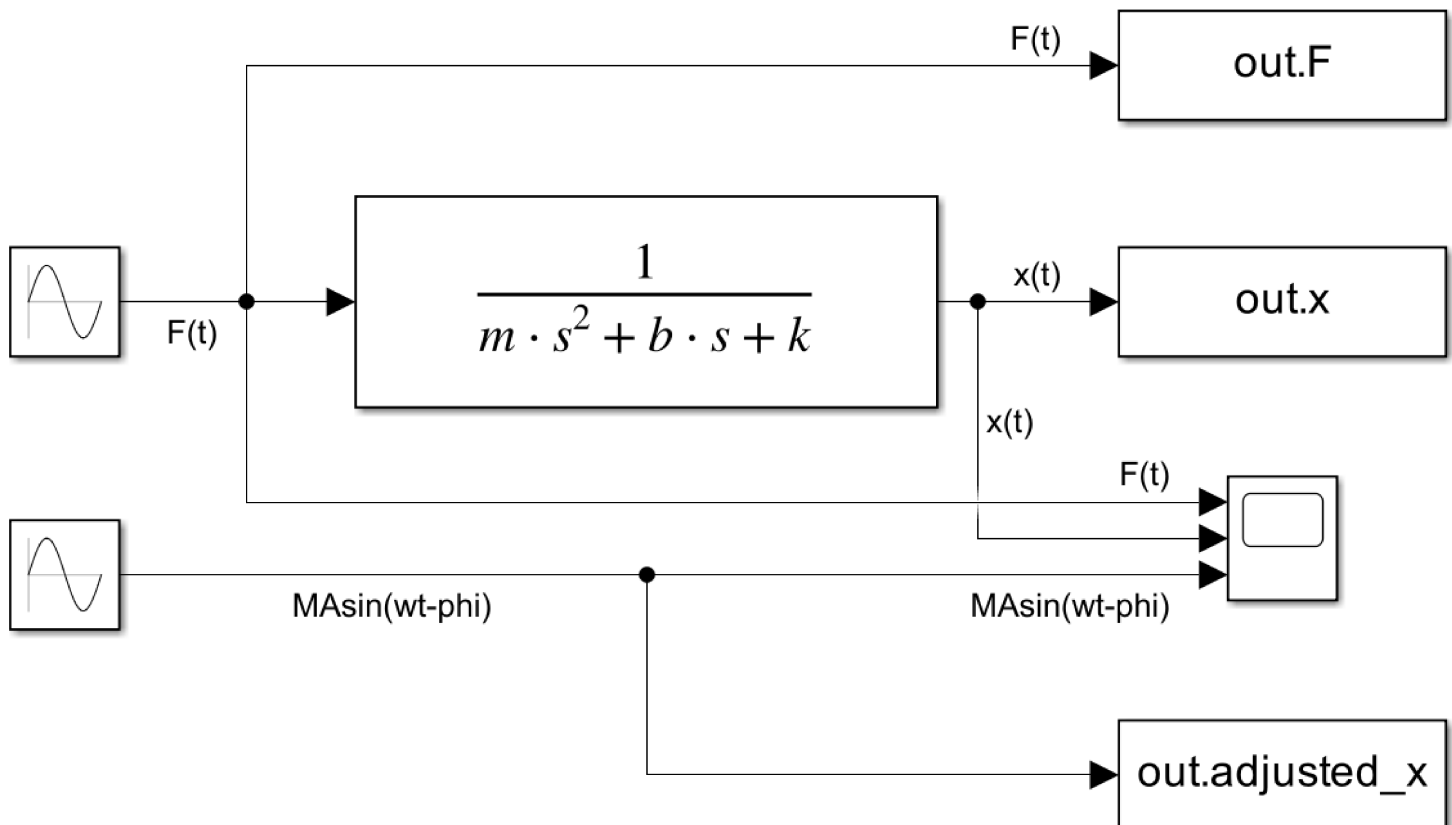 F(t)
out.F
1
m · s² + b · s + k
F(t)
x(t)
out.x
x(t)
F(t)
MAsin(wt-phi)
MAsin(wt-phi)
out.adjusted_x